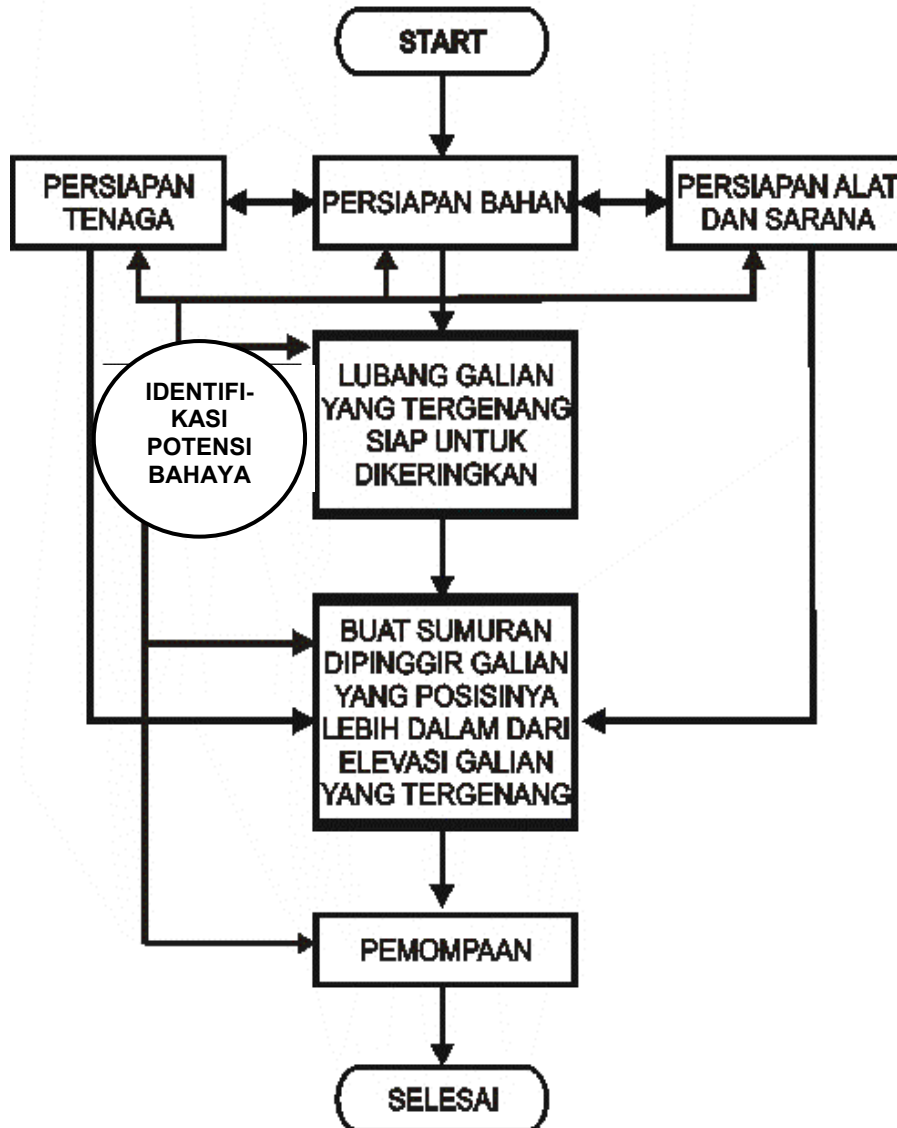 START
PERSIAPAN
TENAGA
PERSIAPAN BAHAN
PERSIAPAN ALAT
DAN SARANA
IDENTIFI-
KASI
POTENSI
BAHAYA
LUBANG GALIAN
YANG TERGENANG
SIAP UNTUK
DIKERINGKAN
BUAT SUMURAN
DIPINGGIR GALIAN
YANG POSISINYA
LEBIH DALAM DARI
ELEVASI GALIAN
YANG TERGENANG
PEMOMPAAN
SELESAI